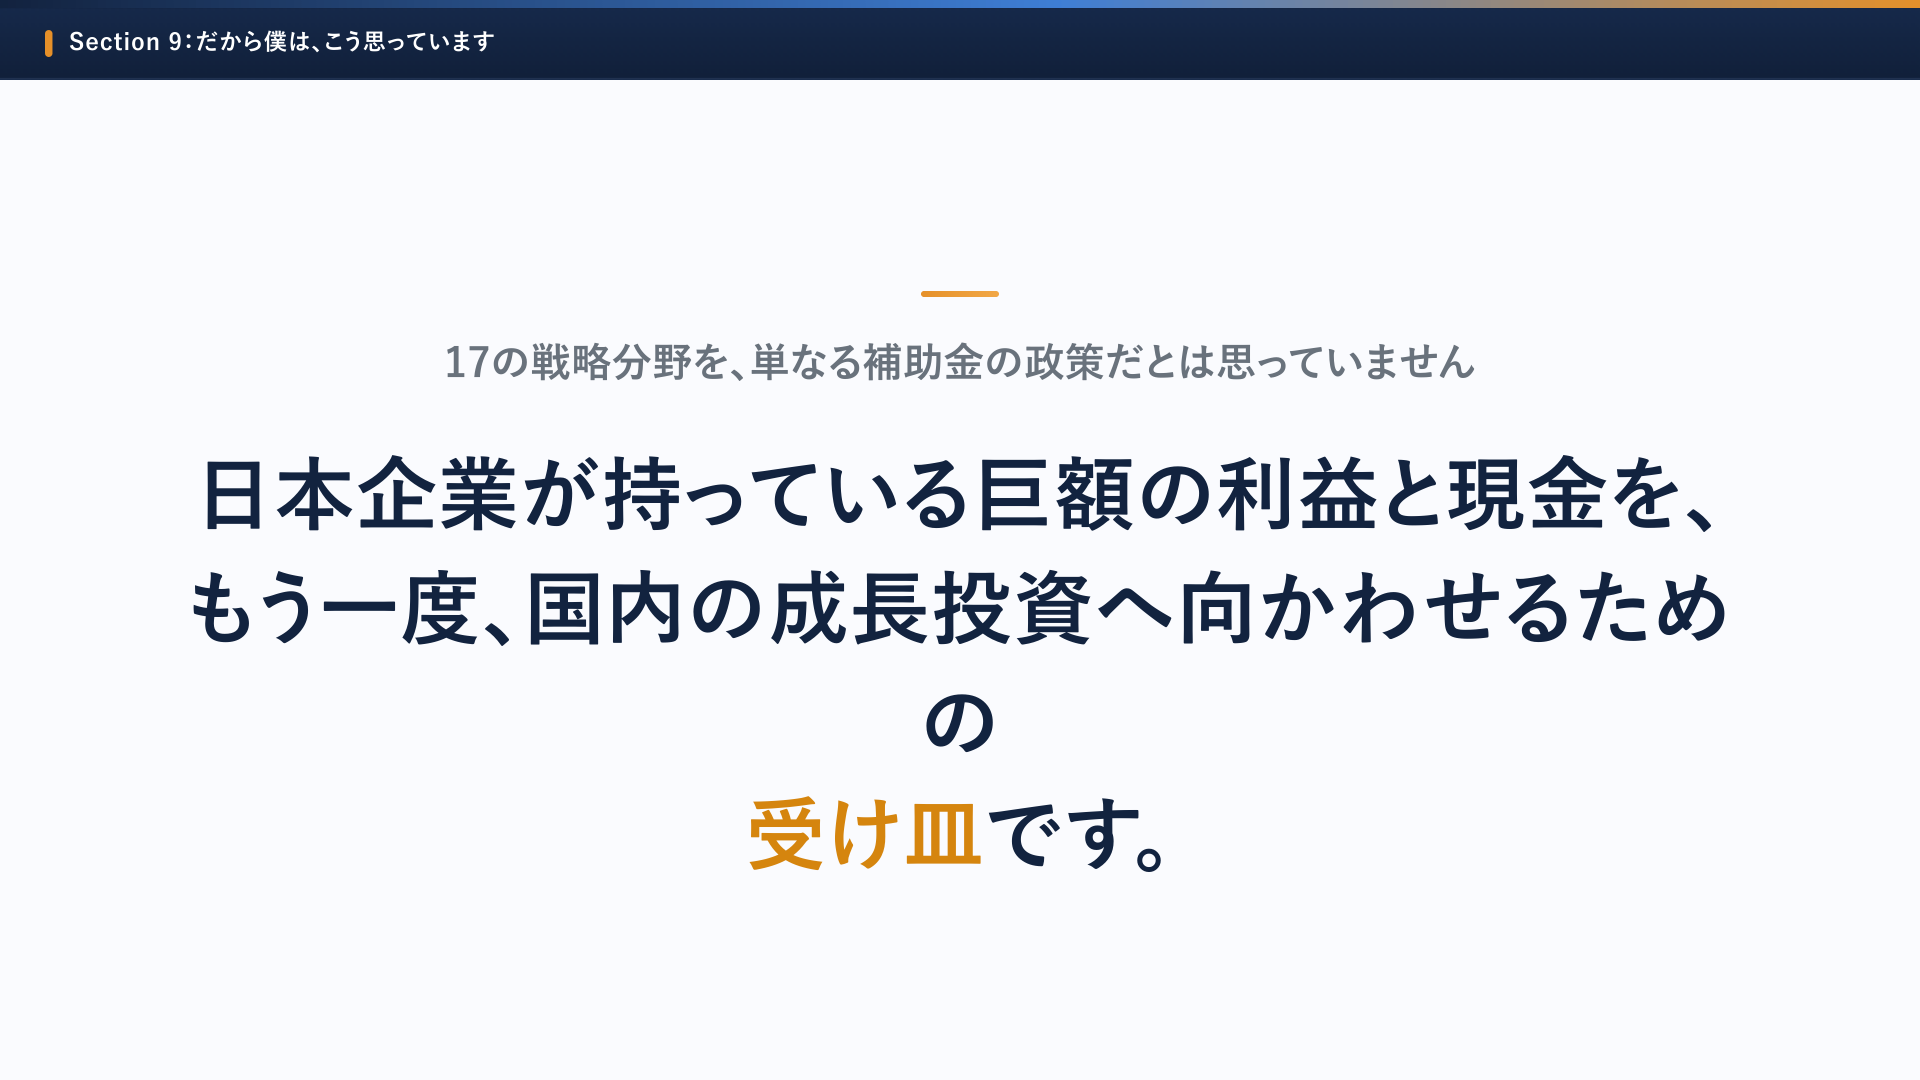 Section 9：だから僕は、こう思っています
17の戦略分野を、単なる補助金の政策だとは思っていません
日本企業が持っている巨額の利益と現金を、
もう一度、国内の成長投資へ向かわせるため
の
受け皿です。